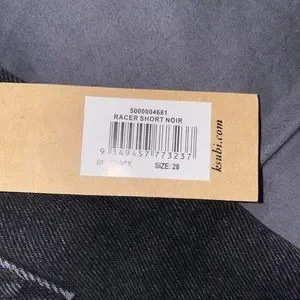 5000004681
RACER SHORT NOIR
9 349457 773237
SIZE: 28
ksubi.com